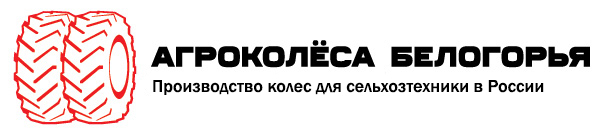 АГРОКОЛЁСА БЕЛОГОРЬЯ
Производство колес для сельхозтехники в России